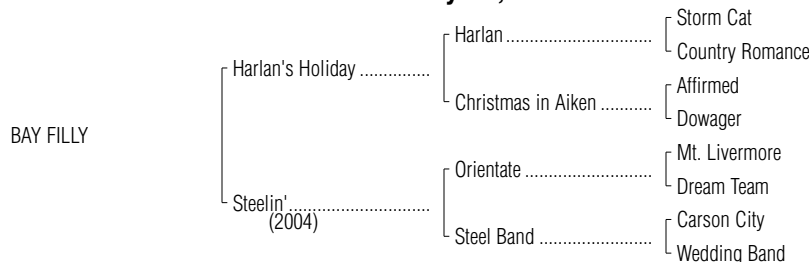 Storm Cat
Harlan
Country Romance
Harlan's Holiday
Affirmed
Christmas in Aiken
Dowager
BAY FILLY
Mt. Livermore
Orientate
Dream Team
Steelin'
(2004)
Carson City
Steel Band
Wedding Band